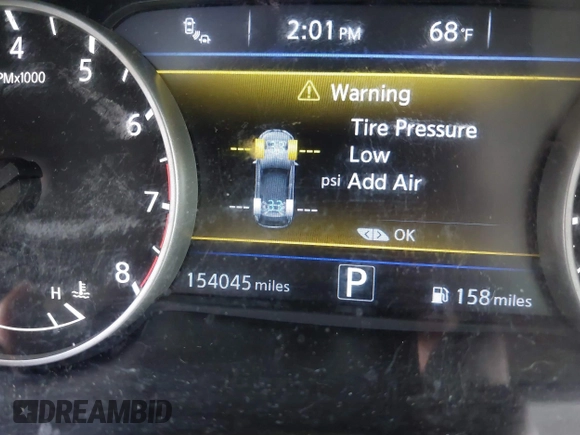 4
5
6
7
8
PMx1000
H
2:01 PM
68°F
Warning
Tire Pressure
Low
psi Add Air
--- ---
--- ---
OK
154045 miles
P
158 miles
DREAMBID